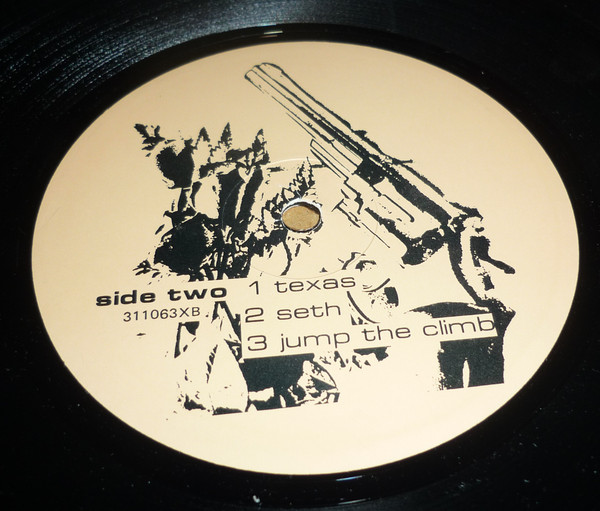 side two
311063XB
1 texas
2 seth
3 jump the climb